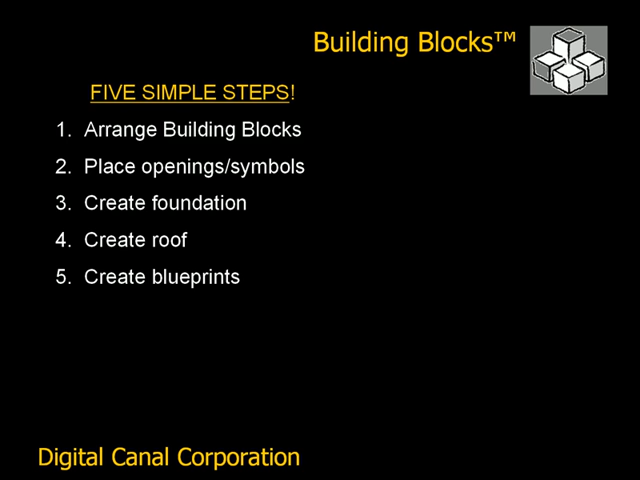 Building Blocks™
FIVE SIMPLE STEPS!
1. Arrange Building Blocks
2. Place openings/symbols
3. Create foundation
4. Create roof
5. Create blueprints
Digital Canal Corporation